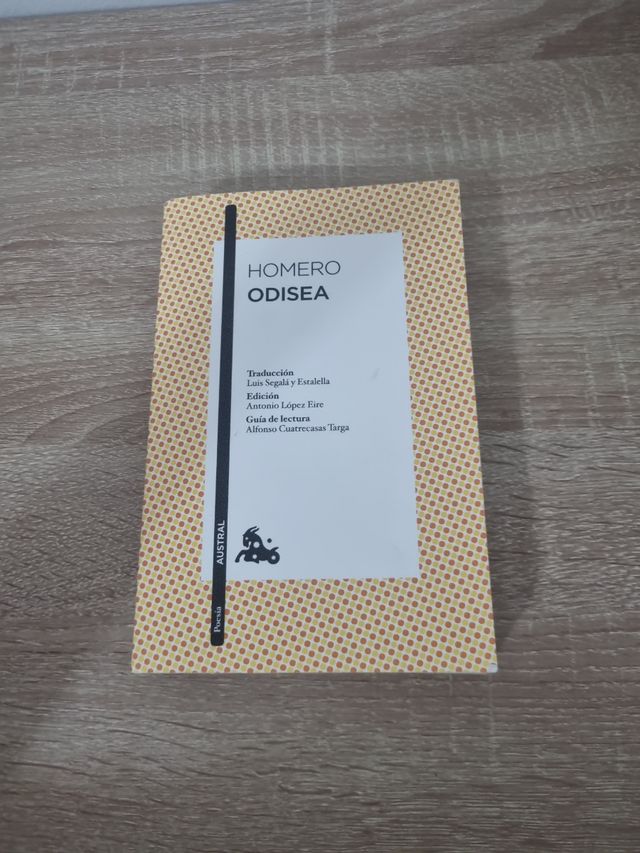 HOMERO
ODISEA
Traducción
Luis Segalá y Estalella
Edición
Antonio López Eire
Guía de lectura
Alfonso Cuatrecasas Targa
AUSTRAL
Poesía